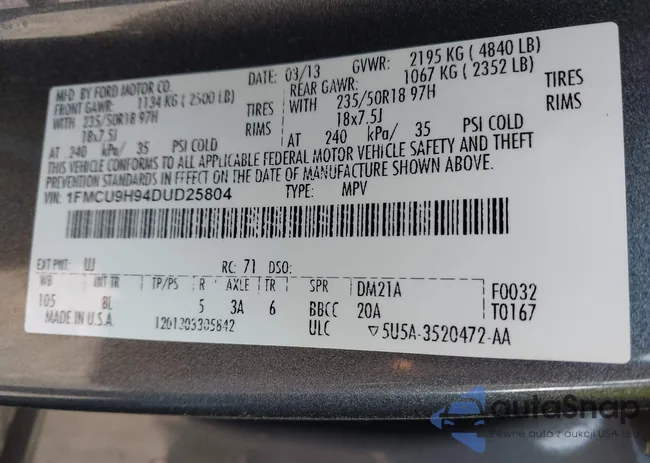 MFD BY FORD MOTOR CO. DATE: 03/13 GVWR: 2195 KG ( 4840 LB)
FRONT GAWR: 1134 KG ( 2500 LB) REAR GAWR: 1067 KG ( 2352 LB)
WITH 235/50R18 97H TIRES WITH 235/50R18 97H TIRES
18x7.5J RIMS 18x7.5J RIMS
AT 240 kPa/ 35 PSI COLD AT 240 kPa/ 35 PSI COLD
THIS VEHICLE CONFORMS TO ALL APPLICABLE FEDERAL MOTOR VEHICLE SAFETY AND THEFT
PREVENTION STANDARDS IN EFFECT ON THE DATE OF MANUFACTURE SHOWN ABOVE.
VIN: 1FMCU9H94DUD25804 TYPE: MPV
EXT PNT: UJ RC: 71 DSO:
WB INT TR TP/PS R AXLE TR SPR DM21A F0032
105 BL 5 3A 6 BBCC 20A T0167
MADE IN U.S.A. 1201303305842 ULC ▽5U5A-3520472-AA
autoSnap
Pewne auta z aukcji USA i EU